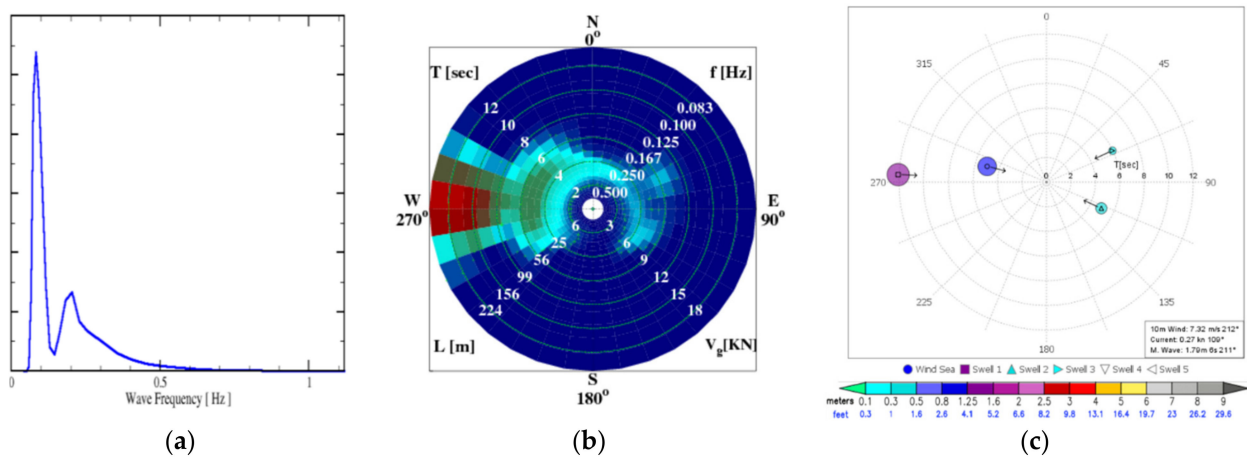 0 0.5 1
Wave Frequency [ Hz ]
(a)
N
0°
T [sec]
f [Hz]
12
10
8
6
4
2
0.083
0.100
0.125
0.167
0.250
0.500
W
270°
E
90°
6
25
56
99
156
224
3
6
9
12
15
18
L [m]
Vg[KN]
S
180°
(b)
0
315
45
T[sec]
270
0 2 4 6 8 10 12
90
225
135
180
10m Wind: 7.32 m/s 212°
Current: 0.27 kn 109°
M. Wave: 1.79m 6s 211°
Wind Sea Swell 1 Swell 2 Swell 3 Swell 4 Swell 5
meters 0.1 0.3 0.5 0.8 1.25 1.6 2 2.5 3 4 5 6 7 8 9
feet 0.3 1 1.6 2.6 4.1 5.2 6.6 8.2 9.8 13.1 16.4 19.7 23 26.2 29.6
(c)